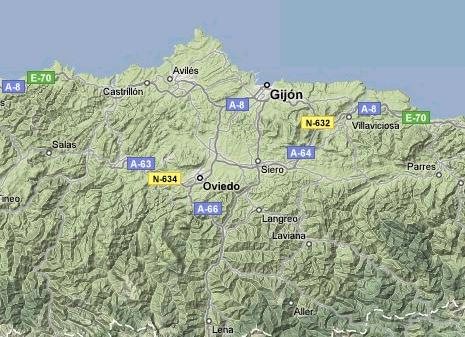 E-70
Avilés
A-8
Castrillón
Gijón
A-8
A-8
N-632
E-70
Villaviciosa
Salas
A-63
A-64
Siero
Parres
N-634
Oviedo
ineo
A-66
Langreo
Laviana
Aller
Lena